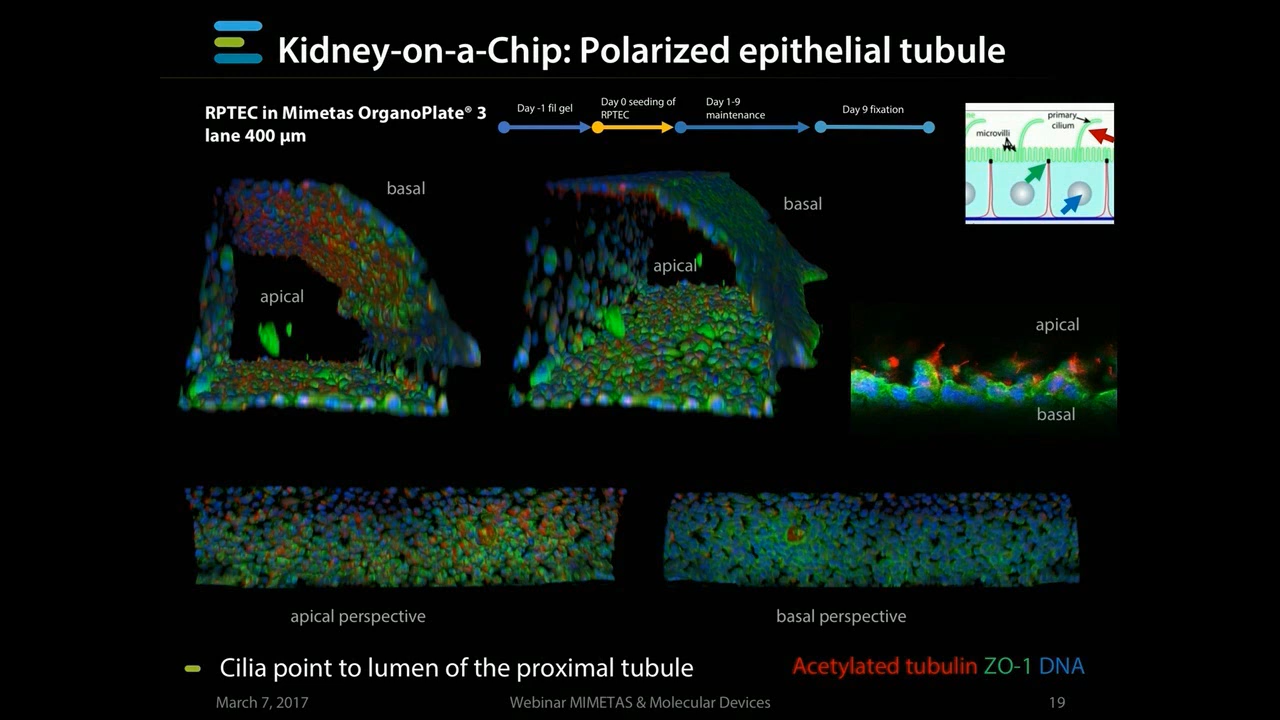 Kidney-on-a-Chip: Polarized epithelial tubule
RPTEC in Mimetas OrganoPlate® 3
lane 400 µm
Day -1 fil gel
Day 0 seeding of
RPTEC
Day 1-9
maintenance
Day 9 fixation
primary
cilium
microvilli
basal
apical
basal
apical
apical
basal
apical perspective
basal perspective
Cilia point to lumen of the proximal tubule
Acetylated tubulin ZO-1 DNA
March 7, 2017
Webinar MIMETAS & Molecular Devices
19